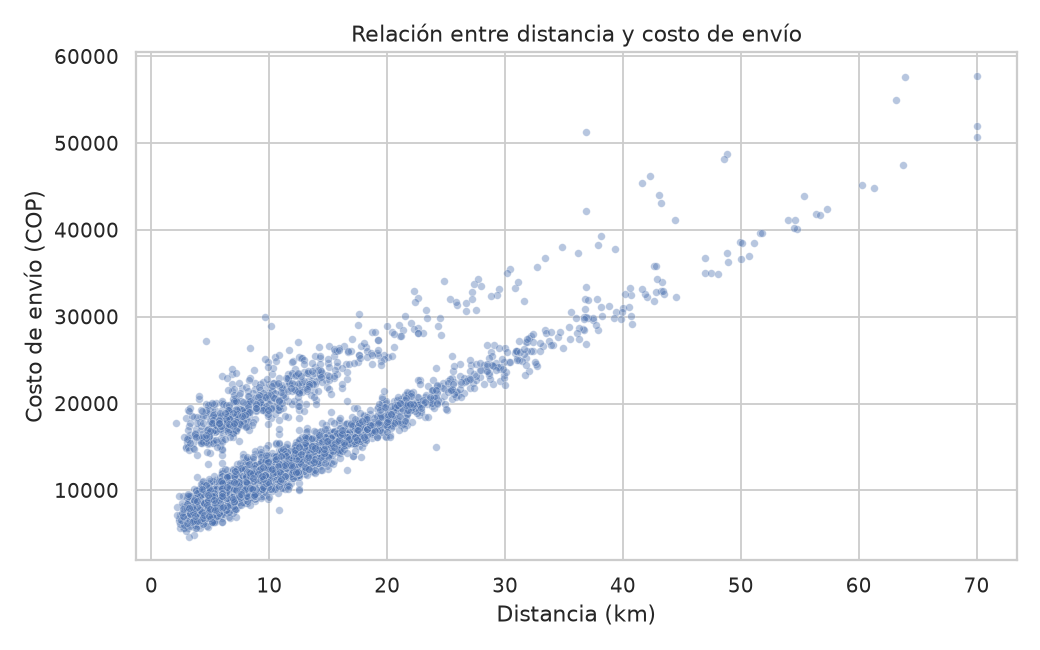 Relación entre distancia y costo de envío
60000
50000
40000
30000
20000
10000
Costo de envío (COP)
0 10 20 30 40 50 60 70
Distancia (km)